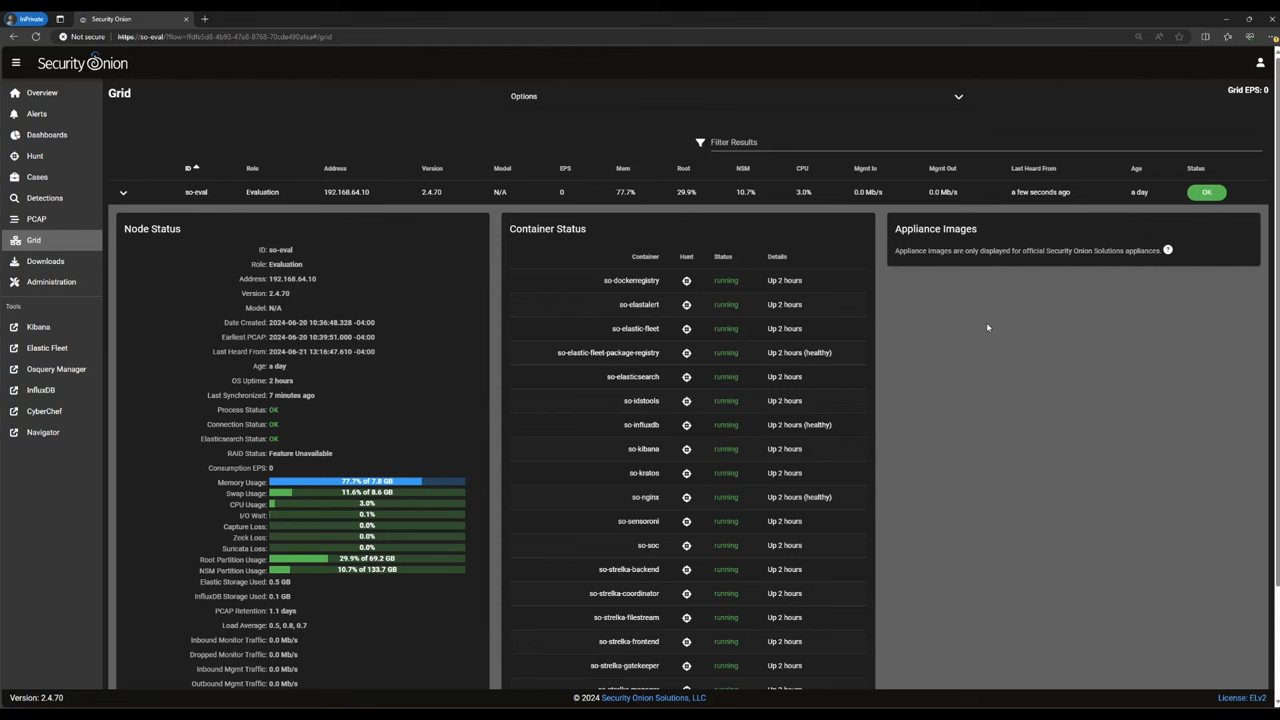 InPrivate
Security Onion
Not secure
https://so-eval/?flow=ffdfe5d8-4b93-47e8-8768-70cde490afea#/grid
Security Onion
Overview
Alerts
Dashboards
Hunt
Cases
Detections
PCAP
Grid
Downloads
Administration
Tools
Kibana
Elastic Fleet
Osquery Manager
InfluxDB
CyberChef
Navigator
Grid
Options
Grid EPS: 0
Filter Results
ID Role Address Version Model EPS Mem Root NSM CPU Mgmt In Mgmt Out Last Heard From Age Status
so-eval Evaluation 192.168.64.10 2.4.70 N/A 0 77.7% 29.9% 10.7% 3.0% 0.0 Mb/s 0.0 Mb/s a few seconds ago a day OK
Node Status
ID: so-eval
Role: Evaluation
Address: 192.168.64.10
Version: 2.4.70
Model: N/A
Date Created: 2024-06-20 10:36:48.328 -04:00
Earliest PCAP: 2024-06-20 10:39:51.000 -04:00
Last Heard From: 2024-06-21 13:16:47.610 -04:00
Age: a day
OS Uptime: 2 hours
Last Synchronized: 7 minutes ago
Process Status: OK
Connection Status: OK
Elasticsearch Status: OK
RAID Status: Feature Unavailable
Consumption EPS: 0
Memory Usage: 77.7% of 7.8 GB
Swap Usage: 11.6% of 8.6 GB
CPU Usage: 3.0%
I/O Wait: 0.1%
Capture Loss: 0.0%
Zeek Loss: 0.0%
Suricata Loss: 0.0%
Root Partition Usage: 29.9% of 69.2 GB
NSM Partition Usage: 10.7% of 133.7 GB
Elastic Storage Used: 0.5 GB
InfluxDB Storage Used: 0.1 GB
PCAP Retention: 1.1 days
Load Average: 0.5, 0.8, 0.7
Inbound Monitor Traffic: 0.0 Mb/s
Dropped Monitor Traffic: 0.0 Mb/s
Inbound Mgmt Traffic: 0.0 Mb/s
Outbound Mgmt Traffic: 0.0 Mb/s
Container Status
Container Hunt Status Details
so-dockerregistry running Up 2 hours
so-elastalert running Up 2 hours
so-elastic-fleet running Up 2 hours
so-elastic-fleet-package-registry running Up 2 hours (healthy)
so-elasticsearch running Up 2 hours
so-idstools running Up 2 hours
so-influxdb running Up 2 hours (healthy)
so-kibana running Up 2 hours
so-kratos running Up 2 hours
so-nginx running Up 2 hours (healthy)
so-sensoroni running Up 2 hours
so-soc running Up 2 hours
so-strelka-backend running Up 2 hours
so-strelka-coordinator running Up 2 hours
so-strelka-filestream running Up 2 hours
so-strelka-frontend running Up 2 hours
so-strelka-gatekeeper running Up 2 hours
Appliance Images
Appliance images are only displayed for official Security Onion Solutions appliances. ?
Version: 2.4.70
© 2024 Security Onion Solutions, LLC
License: ELv2